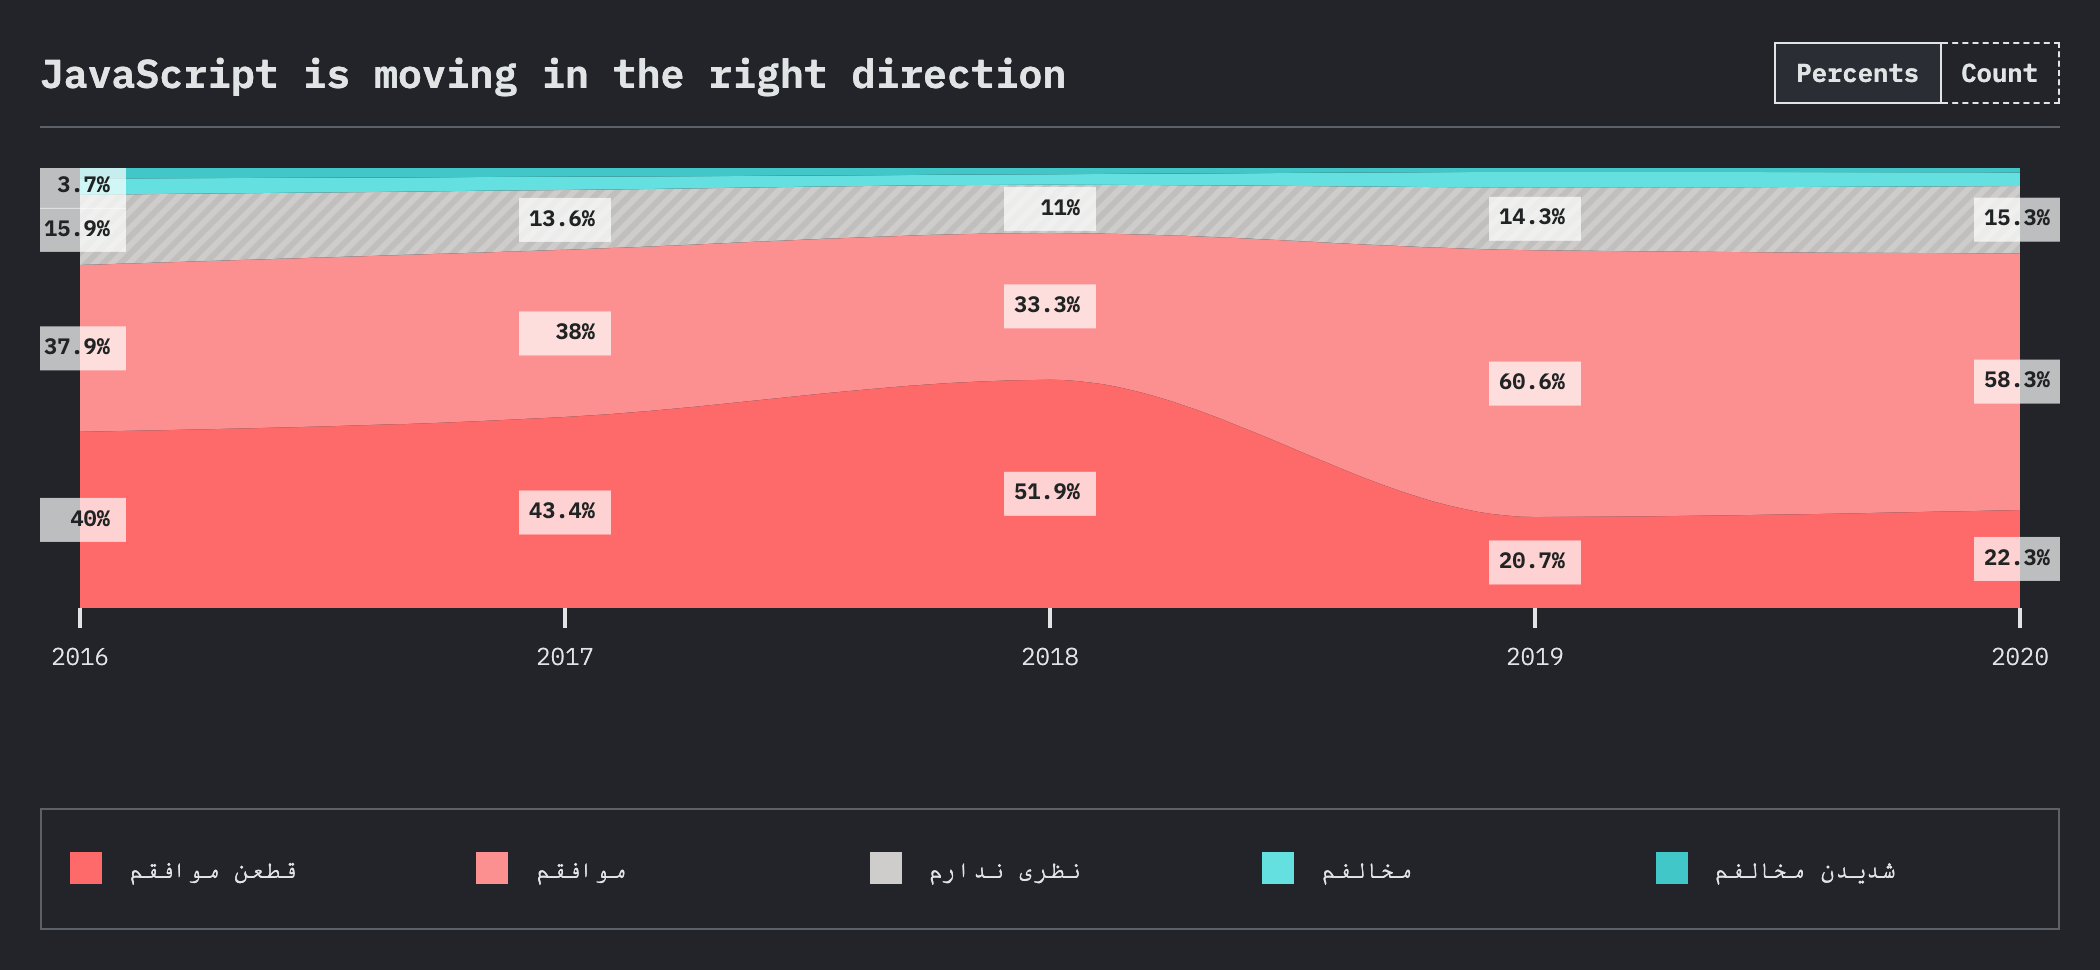 JavaScript is moving in the right direction
Percents Count
3.7%
15.9% 13.6% 11% 14.3% 15.3%
37.9% 38% 33.3% 60.6% 58.3%
40% 43.4% 51.9% 20.7% 22.3%
2016 2017 2018 2019 2020
قطعن موافقم
موافقم
نظری ندارم
مخالفم
شدیدن مخالفم